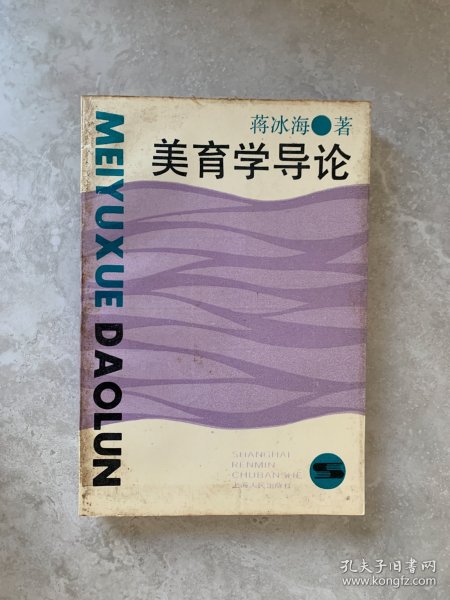 蒋冰海●著
美育学导论
MEIYUXUE DAOLUN
SHANGHAI
RENMIN
CHUBANSHE
上海人民出版社
孔夫子旧书网
www.kongfz.com